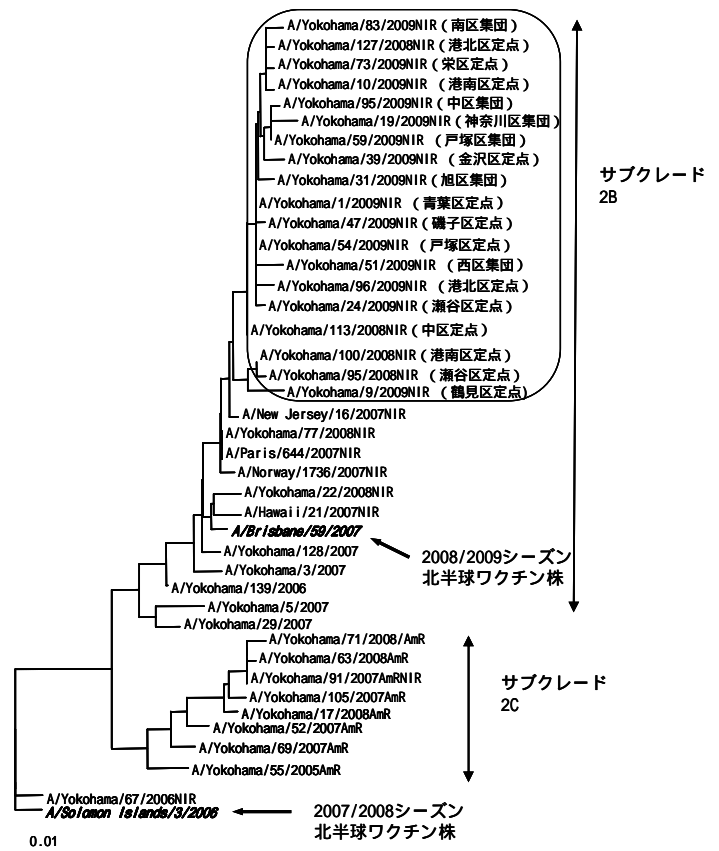 A/Yokohama/83/2009NIR（南区集団）
A/Yokohama/127/2008NIR（港北区定点）
A/Yokohama/73/2009NIR（栄区定点）
A/Yokohama/10/2009NIR（港南区定点）
A/Yokohama/95/2009NIR（中区集団）
A/Yokohama/19/2009NIR（神奈川区集団）
A/Yokohama/59/2009NIR （戸塚区集団）
A/Yokohama/39/2009NIR （金沢区定点）
A/Yokohama/31/2009NIR（旭区集団）
サブクレード
2B
A/Yokohama/1/2009NIR （青葉区定点）
A/Yokohama/47/2009NIR （磯子区定点）
A/Yokohama/54/2009NIR （戸塚区定点）
A/Yokohama/51/2009NIR （西区集団）
A/Yokohama/96/2009NIR （港北区定点）
A/Yokohama/24/2009NIR（瀬谷区定点）
A/Yokohama/113/2008NIR（中区定点）
A/Yokohama/100/2008NIR（港南区定点）
A/Yokohama/95/2008NIR （瀬谷区定点）
A/Yokohama/9/2009NIR （鶴見区定点）
A/New Jersey/16/2007NIR
A/Yokohama/77/2008NIR
A/Paris/644/2007NIR
A/Norway/1736/2007NIR
A/Yokohama/22/2008NIR
A/Hawaii/21/2007NIR
A/Brisbane/59/2007
A/Yokohama/128/2007
2008/2009シーズン
北半球ワクチン株
A/Yokohama/3/2007
A/Yokohama/139/2006
A/Yokohama/5/2007
A/Yokohama/29/2007
A/Yokohama/71/2008/AmR
A/Yokohama/63/2008AmR
A/Yokohama/91/2007AmRNIR
サブクレード
2C
A/Yokohama/105/2007AmR
A/Yokohama/17/2008AmR
A/Yokohama/52/2007AmR
A/Yokohama/69/2007AmR
A/Yokohama/55/2005AmR
A/Yokohama/67/2006NIR
A/Solomon islands/3/2006
2007/2008シーズン
北半球ワクチン株
0.01